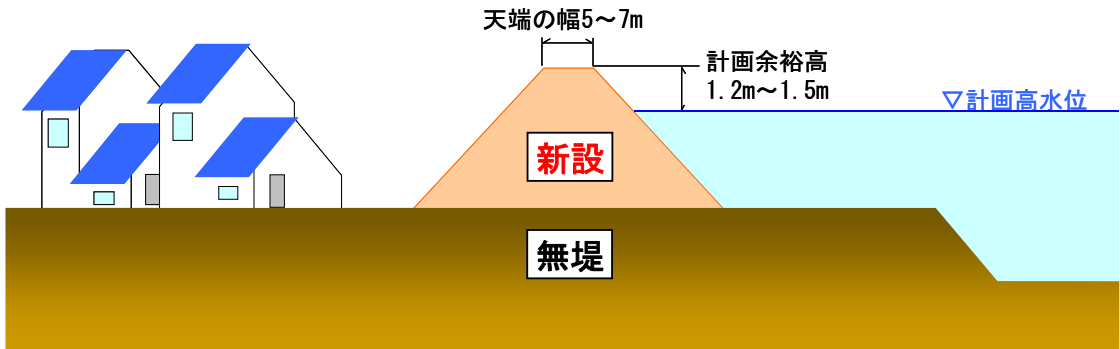 天端の幅5～7m
計画余裕高
1.2m～1.5m
▽計画高水位
新設
無堤